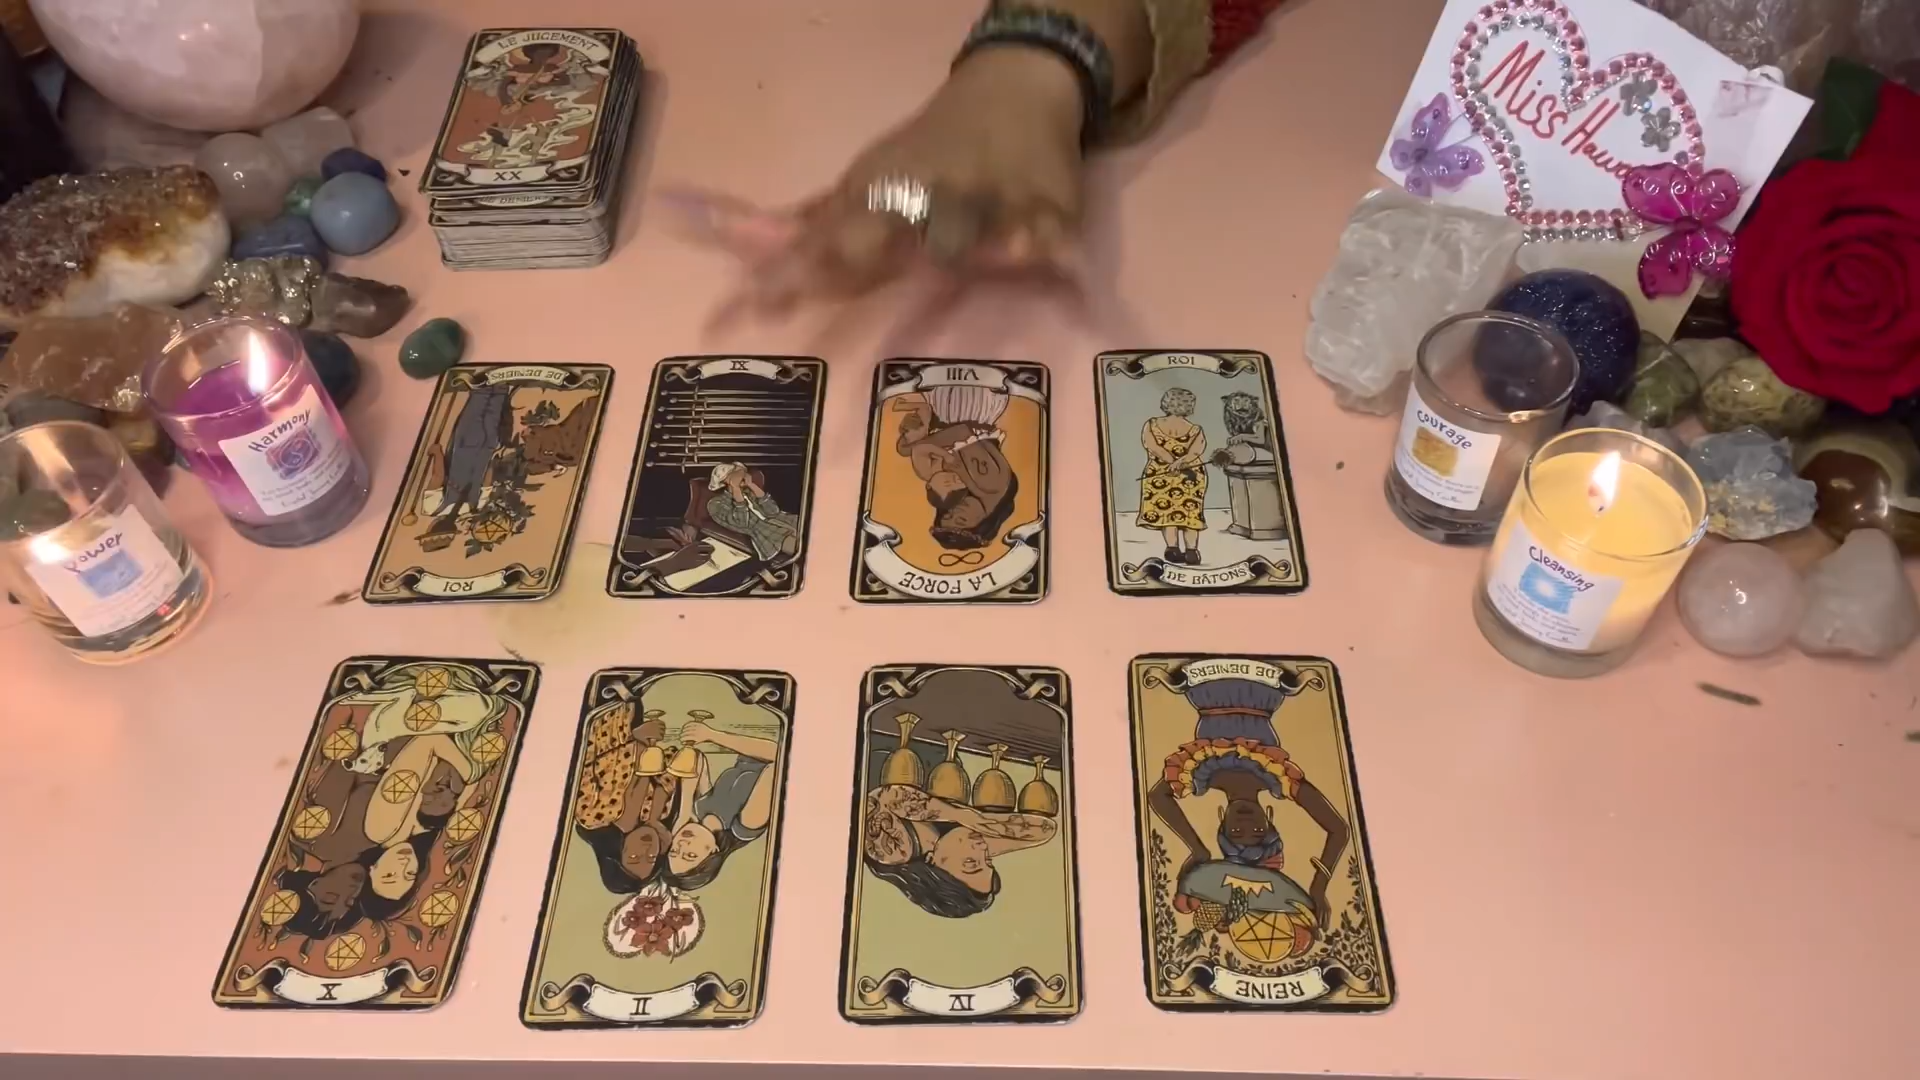 LE JUGEMENT
XX
DE DENIERS
Miss
Harmony
Power
Courage
Cleansing
DE DENIERS
ROI
IX
VIII
LA FORCE
ROI
DE BÂTONS
X
II
IV
DE DENIERS
REINE